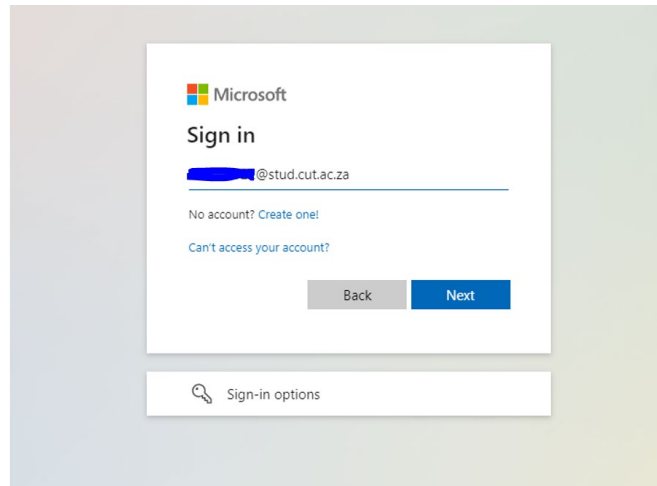 Microsoft
Sign in
@stud.cut.ac.za
No account? Create one!
Can't access your account?
Back Next
Sign-in options